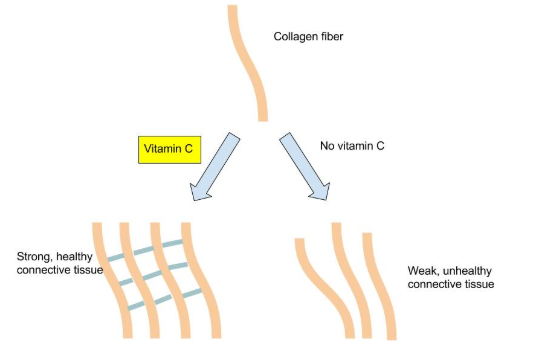 Collagen fiber
Vitamin C
No vitamin C
Strong, healthy
connective tissue
Weak, unhealthy
connective tissue